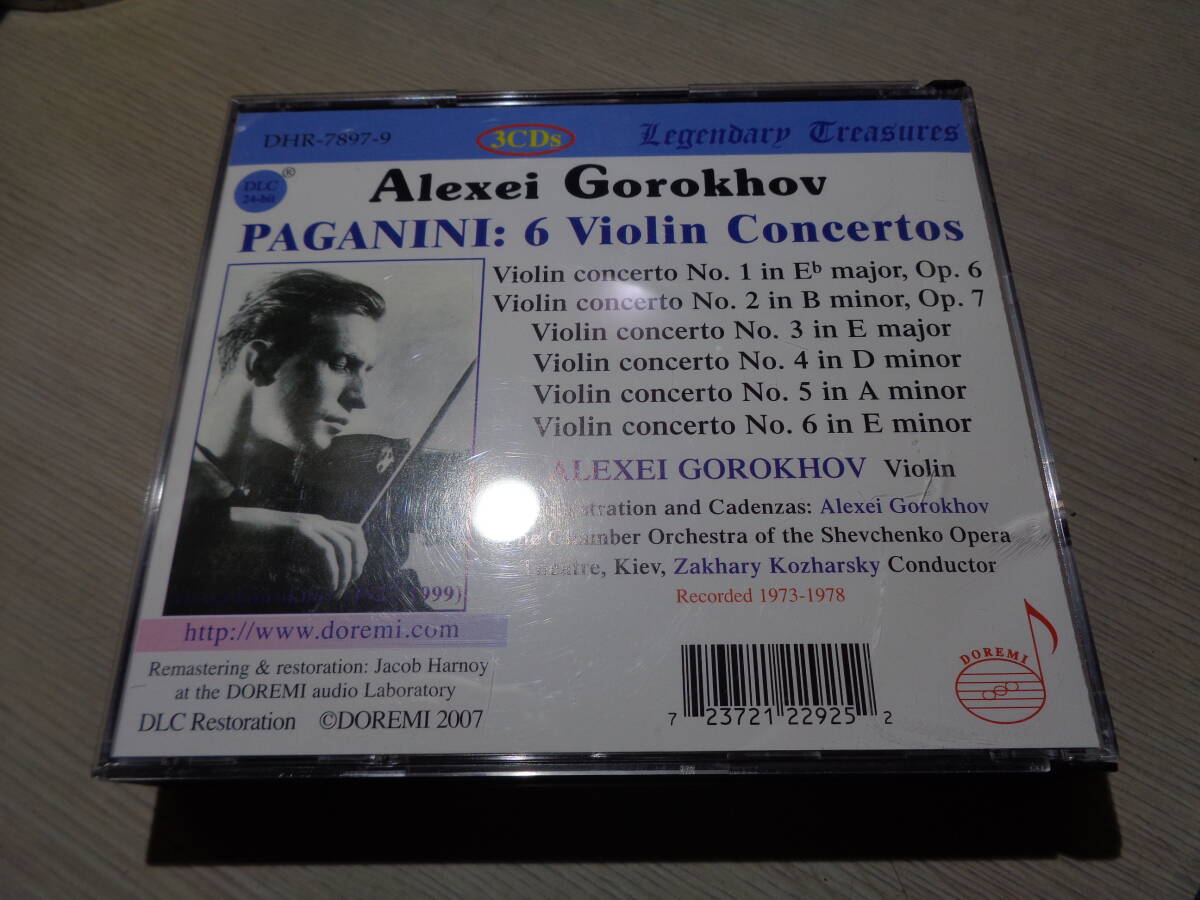 DHR-7897-9
3CDs
Legendary Treasures
DLC
24-bit
®
Alexei Gorokhov
PAGANINI: 6 Violin Concertos
Violin concerto No. 1 in E♭ major, Op. 6
Violin concerto No. 2 in B minor, Op. 7
Violin concerto No. 3 in E major
Violin concerto No. 4 in D minor
Violin concerto No. 5 in A minor
Violin concerto No. 6 in E minor
ALEXEI GOROKHOV Violin
and Cadenzas: Alexei Gorokhov
Chamber Orchestra of the Shevchenko Opera
Theatre, Kiev, Zakhary Kozharsky Conductor
Recorded 1973-1978
http://www.doremi.com
Remastering & restoration: Jacob Harnoy
at the DOREMI audio Laboratory
DLC Restoration ©DOREMI 2007
7 23721 22925 2
DOREMI